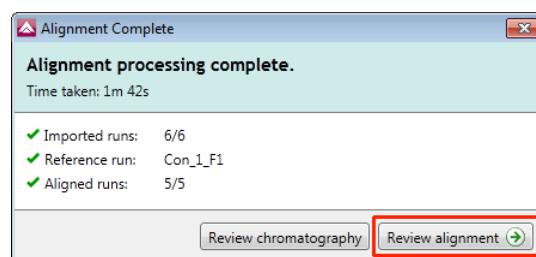 Alignment Complete
Alignment processing complete.
Time taken: 1m 42s
Imported runs: 6/6
Reference run: Con_1_F1
Aligned runs: 5/5
Review chromatography Review alignment